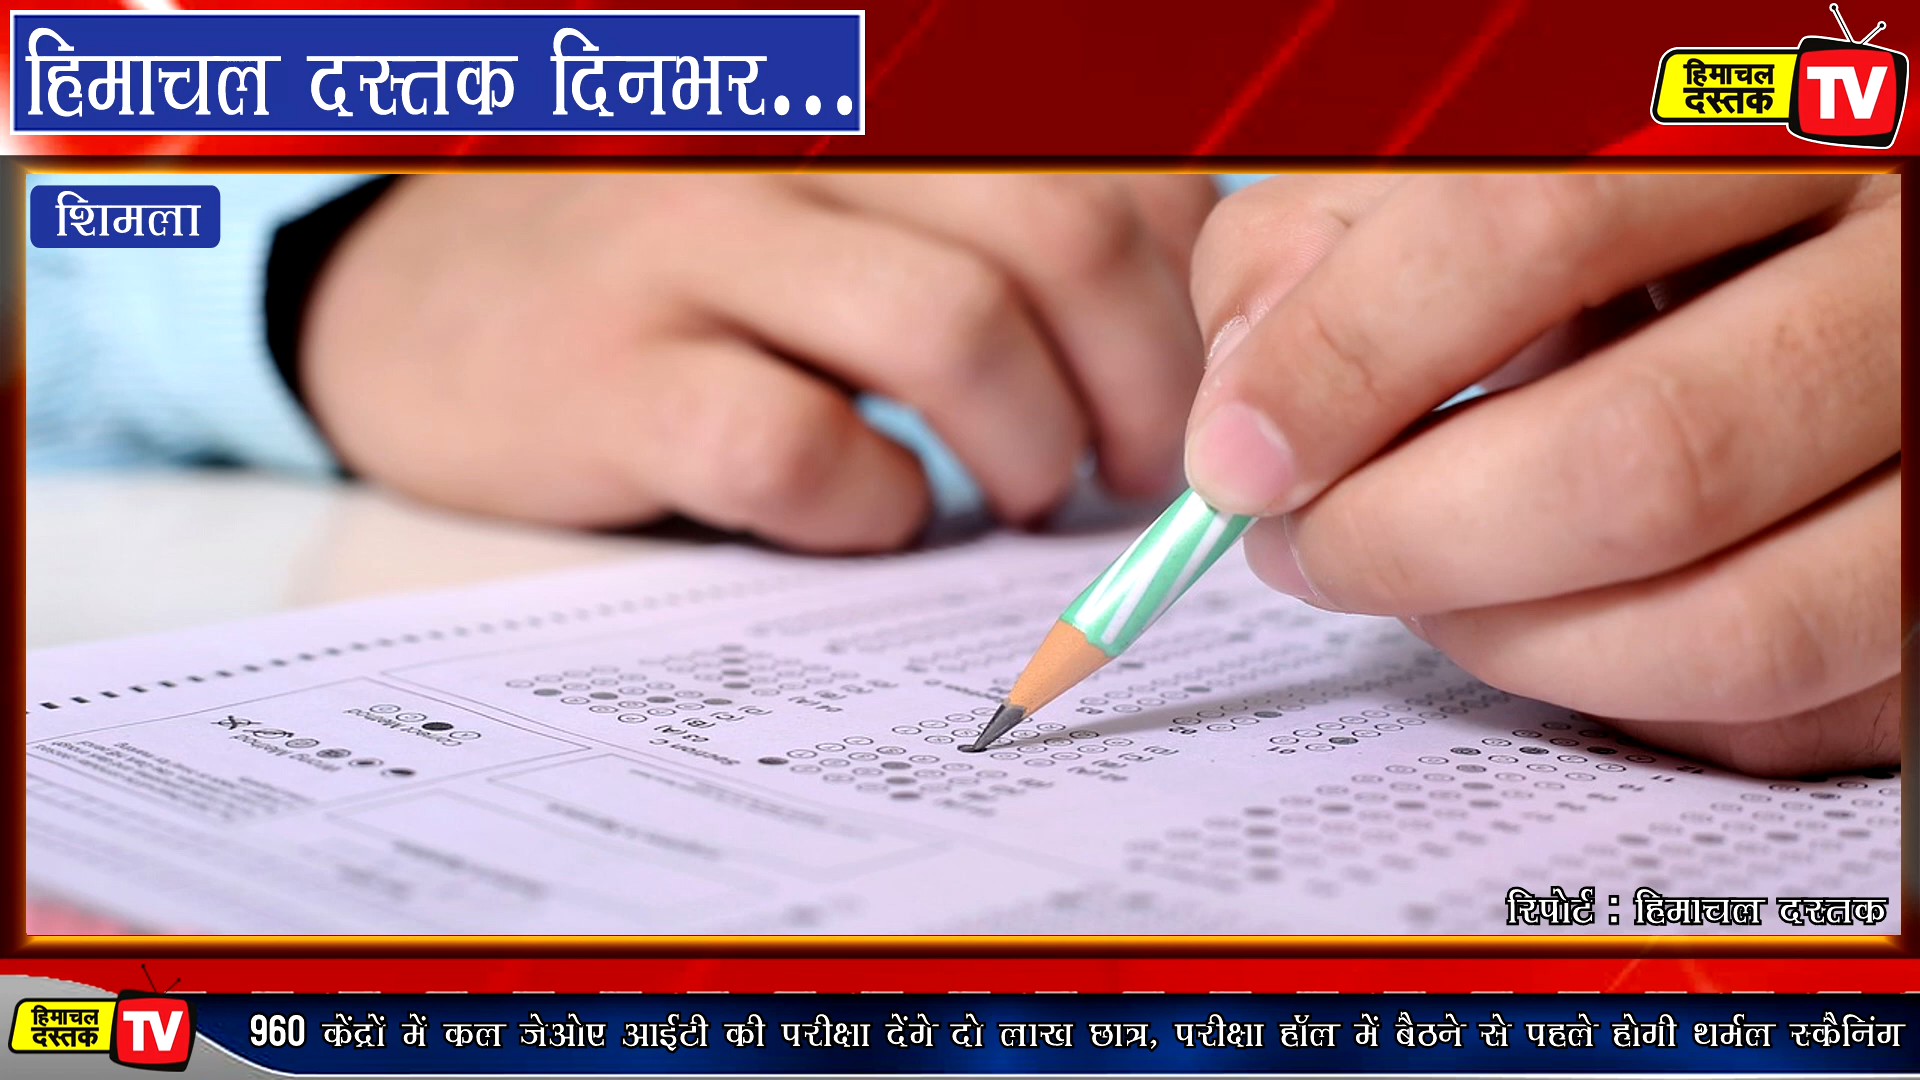 हिमाचल दस्तक दिनभर...
हिमाचल
दस्तक
TV
शिमला
रिपोर्ट : हिमाचल दस्तक
हिमाचल
दस्तक
TV
960 केंद्रों में कल जेओए आईटी की परीक्षा देंगे दो लाख छात्र, परीक्षा हॉल में बैठने से पहले होगी थर्मल स्कैनिंग